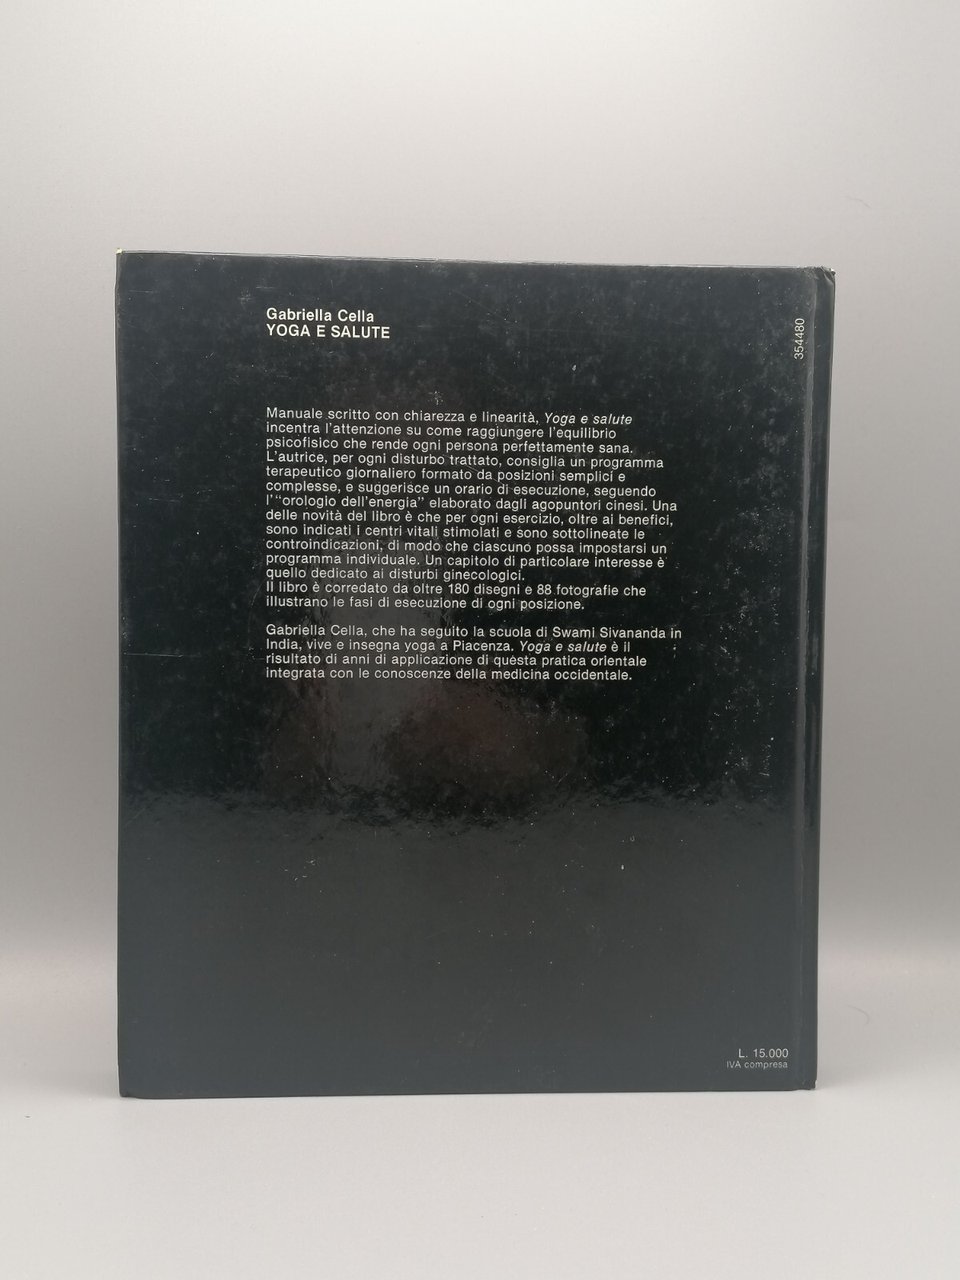 Gabriella Cella
YOGA E SALUTE
354480
Manuale scritto con chiarezza e linearità, Yoga e salute
incentra l'attenzione su come raggiungere l'equilibrio
psicofisico che rende ogni persona perfettamente sana.
L'autrice, per ogni disturbo trattato, consiglia un programma
terapeutico giornaliero formato da posizioni semplici e
complesse, e suggerisce un orario di esecuzione, seguendo
l'"orologio dell'energia" elaborato dagli agopuntori cinesi. Una
delle novità del libro è che per ogni esercizio, oltre ai benefici,
sono indicati i centri vitali stimolati e sono sottolineate le
controindicazioni, di modo che ciascuno possa impostarsi un
programma individuale. Un capitolo di particolare interesse è
quello dedicato ai disturbi ginecologici.
Il libro è corredato da oltre 180 disegni e 88 fotografie che
illustrano le fasi di esecuzione di ogni posizione.
Gabriella Cella, che ha seguito la scuola di Swami Sivananda in
India, vive e insegna yoga a Piacenza. Yoga e salute è il
risultato di anni di applicazione di questa pratica orientale
integrata con le conoscenze della medicina occidentale.
L. 15.000
IVA compresa